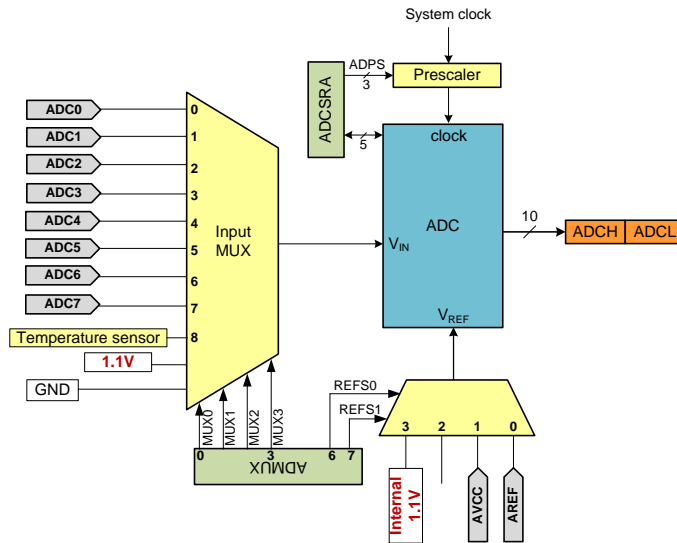 System clock
ADPS
3
Prescaler
ADCSRA
5
clock
ADC0
0
ADC1
1
ADC2
2
ADC3
3
ADC4
4
ADC5
5
ADC6
6
ADC7
7
Temperature sensor
8
1.1V
GND
Input
MUX
VIN
ADC
10
ADCH
ADCL
VREF
MUX0
MUX1
MUX2
MUX3
REFS0
REFS1
0
3
6
7
ADMUX
3
2
1
0
Internal
1.1V
AVCC
AREF